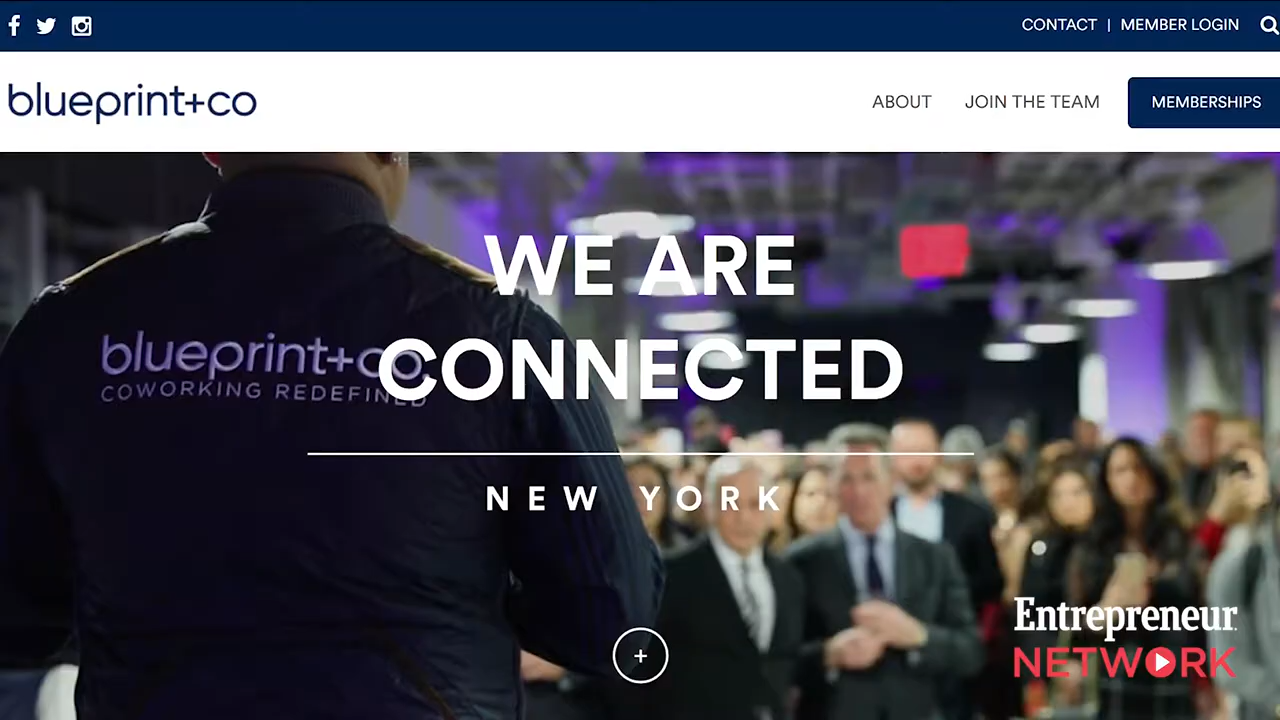 CONTACT | MEMBER LOGIN
blueprint+co
ABOUT JOIN THE TEAM MEMBERSHIPS
WE ARE
CONNECTED
blueprint+co.
COWORKING REDEFINED
NEW YORK
Entrepreneur
NETWORK